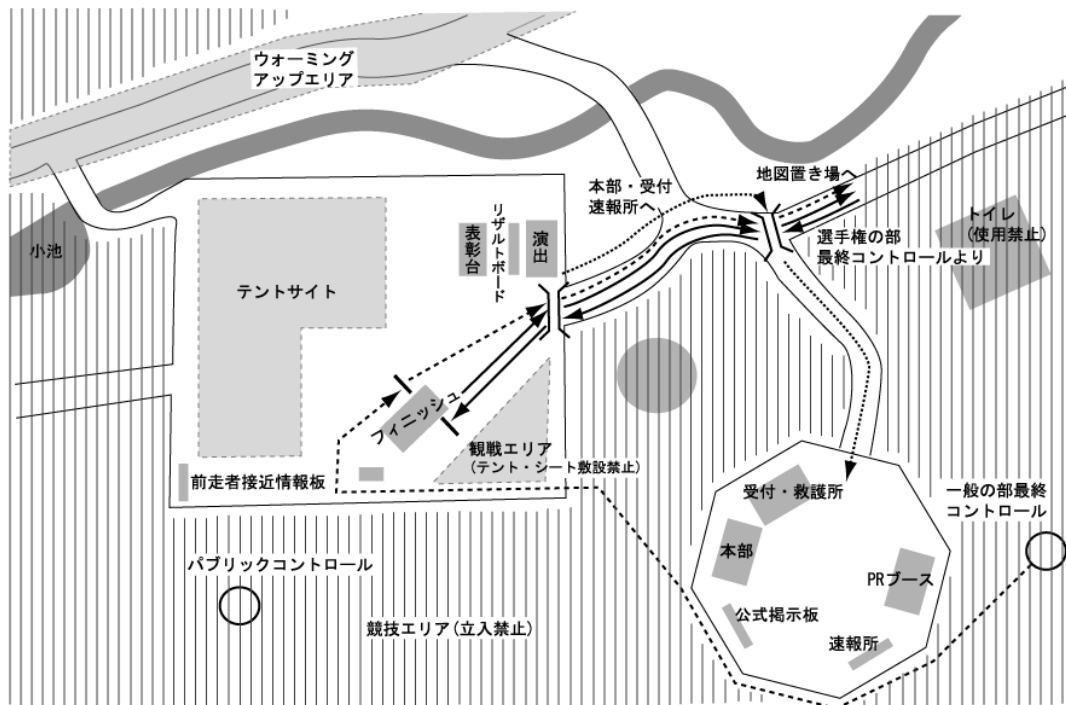 ウォーミング
アップエリア
本部・受付
速報所へ
地図置き場へ
トイレ
(使用禁止)
選手権の部
最終コントロールより
小池
テントサイト
表彰台
リザルトボード
演出
フィニッシュ
観戦エリア
(テント・シート敷設禁止)
前走者接近情報板
受付・救護所
一般の部最終
コントロール
本部
PRブース
パブリックコントロール
公式掲示板
競技エリア(立入禁止)
速報所